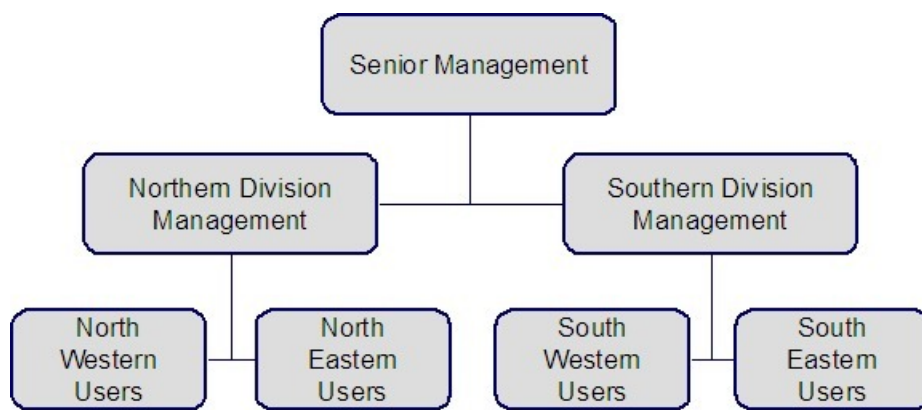 Senior Management
Northern Division
Management
Southern Division
Management
North
Western
Users
North
Eastern
Users
South
Western
Users
South
Eastern
Users